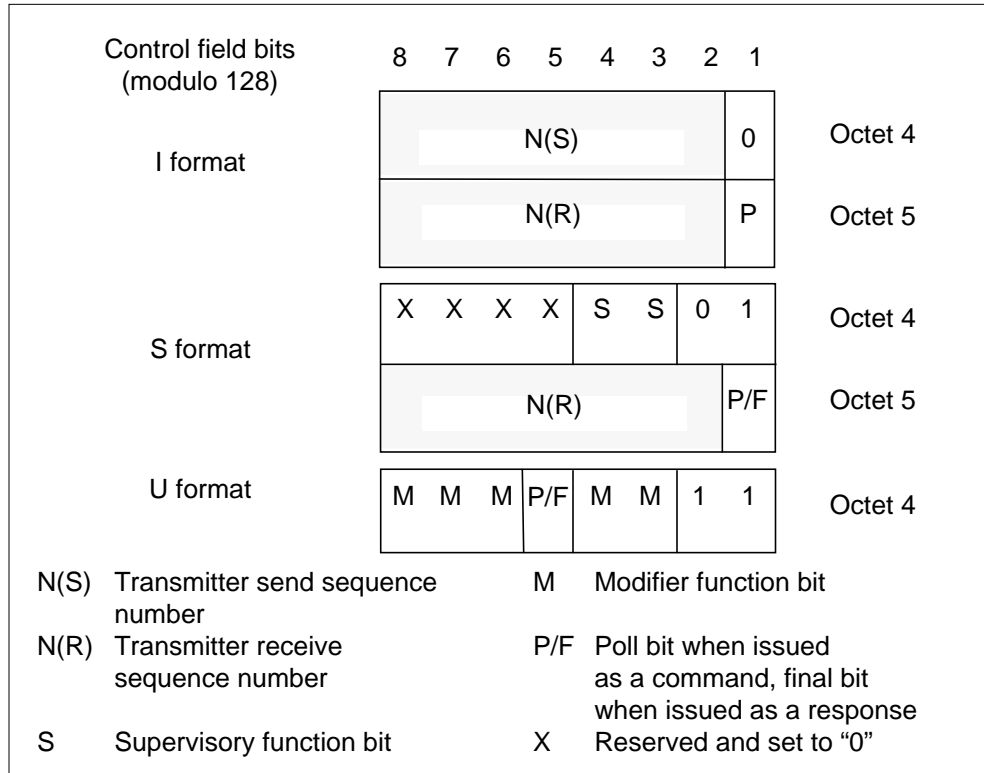 Control field bits
(modulo 128)
8 7 6 5 4 3 2 1
I format
N(S) 0 Octet 4
N(R) P Octet 5
S format
X X X X S S 0 1 Octet 4
N(R) P/F Octet 5
U format
M M M P/F M M 1 1 Octet 4
N(S) Transmitter send sequence
number
N(R) Transmitter receive
sequence number
S Supervisory function bit
M Modifier function bit
P/F Poll bit when issued
as a command, final bit
when issued as a response
X Reserved and set to “0”